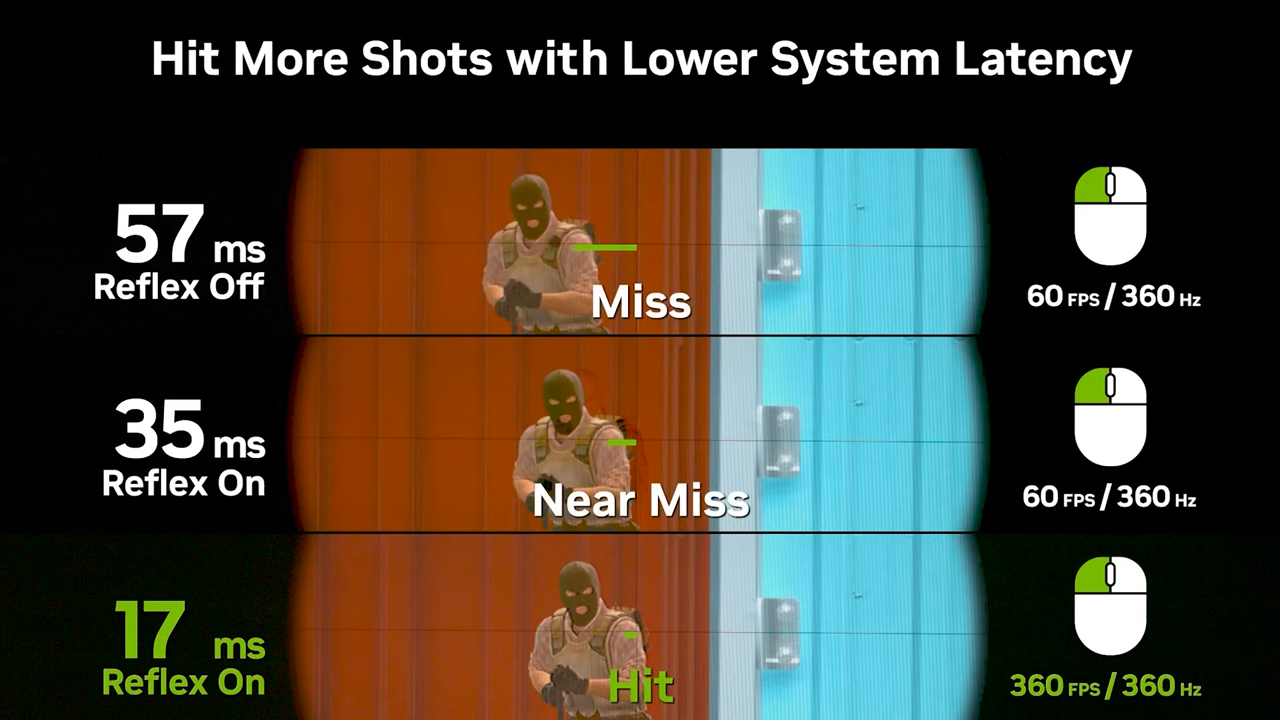 Hit More Shots with Lower System Latency
57 ms
Reflex Off
Miss
60 FPS / 360 Hz
35 ms
Reflex On
Near Miss
60 FPS / 360 Hz
17 ms
Reflex On
Hit
360 FPS / 360 Hz